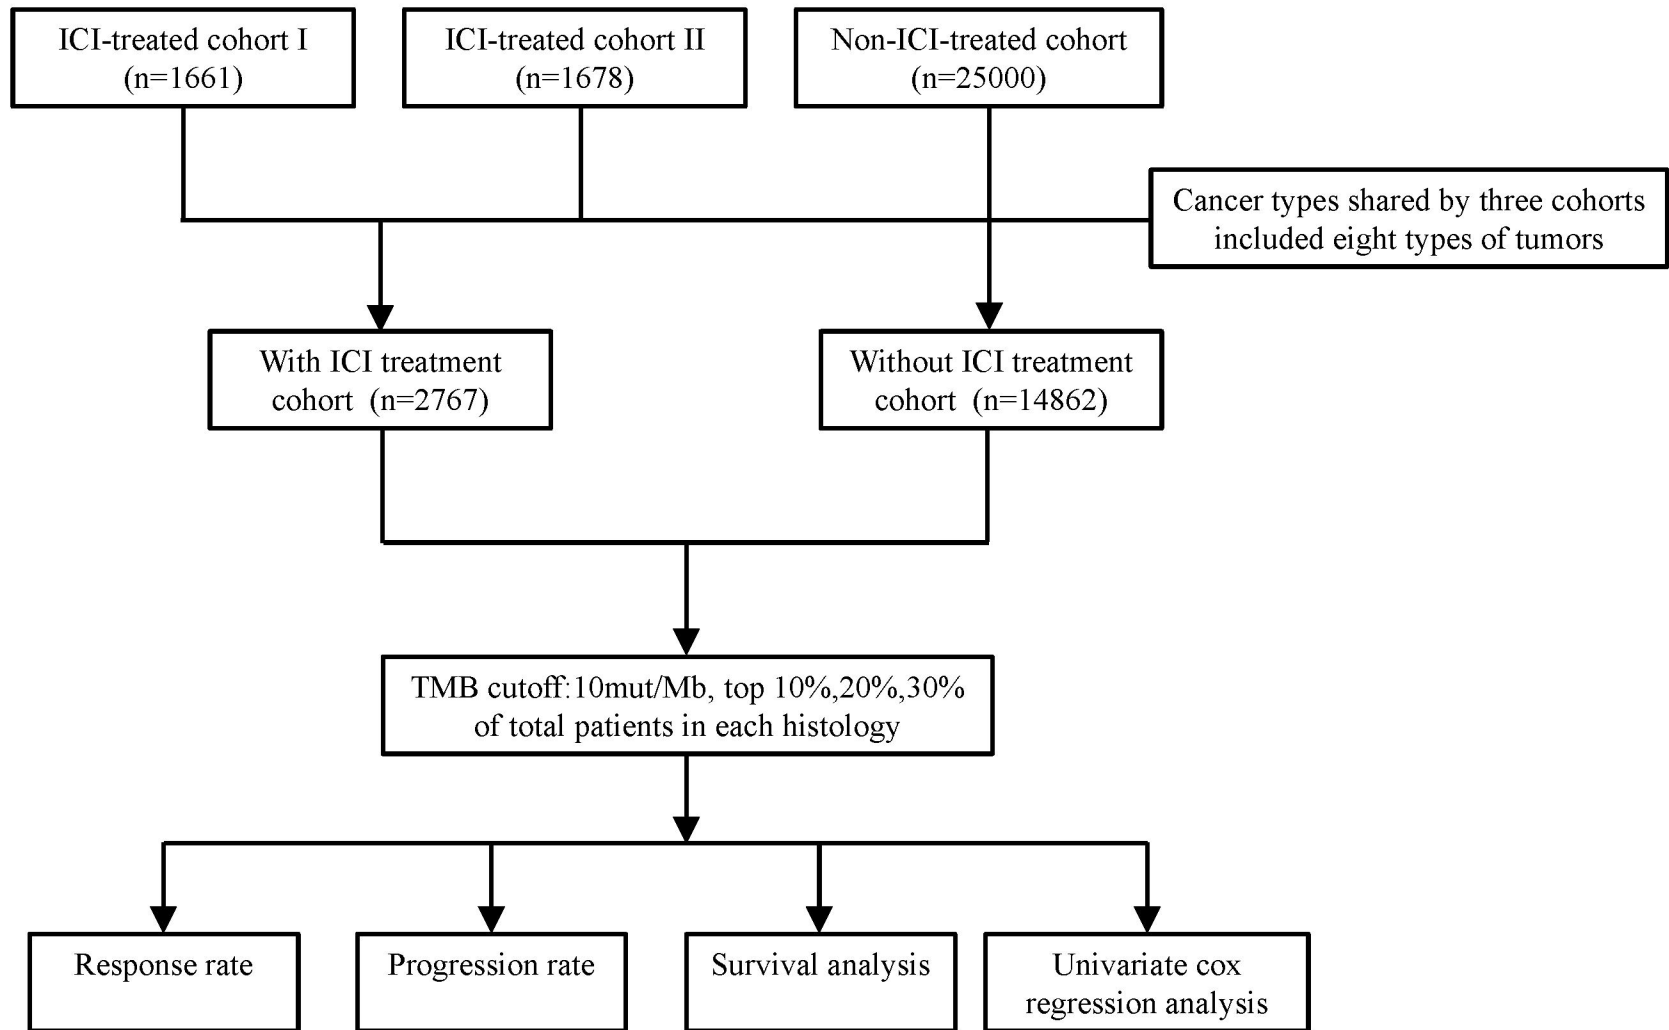 ICI-treated cohort I
(n=1661)
ICI-treated cohort II
(n=1678)
Non-ICI-treated cohort
(n=25000)
Cancer types shared by three cohorts
included eight types of tumors
With ICI treatment
cohort (n=2767)
Without ICI treatment
cohort (n=14862)
TMB cutoff:10mut/Mb, top 10%,20%,30%
of total patients in each histology
Response rate
Progression rate
Survival analysis
Univariate cox
regression analysis